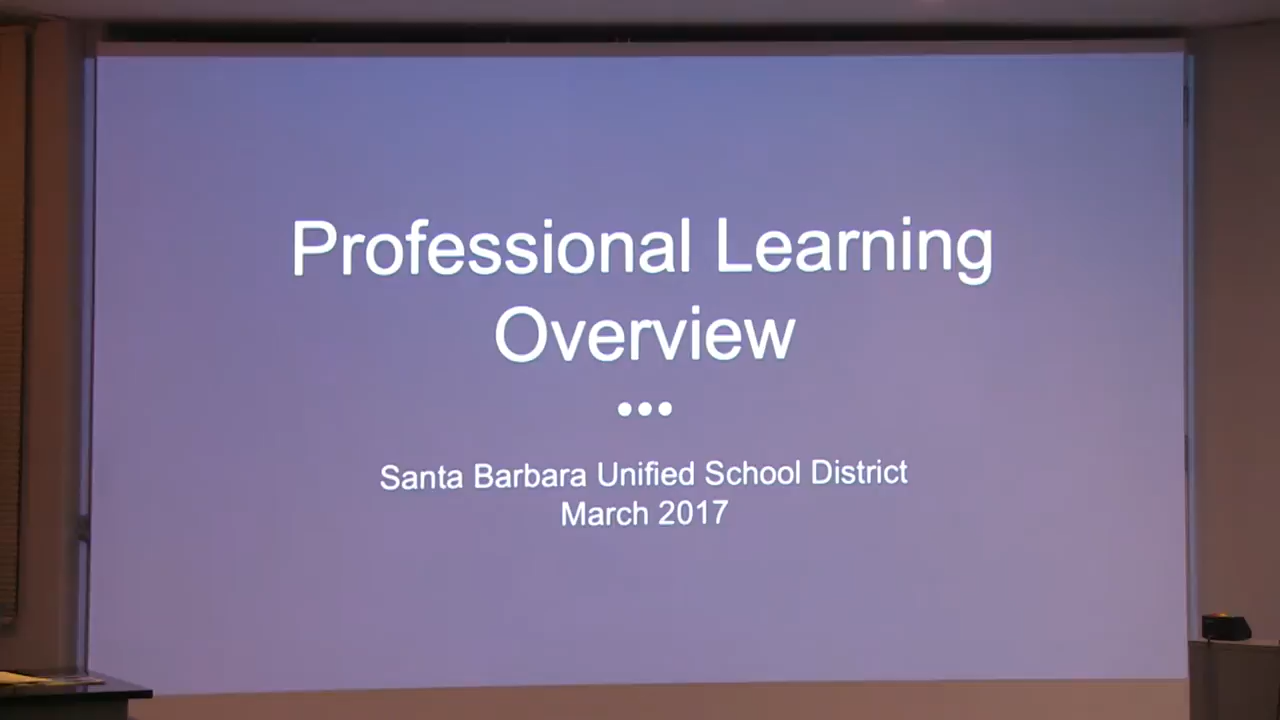 Professional Learning
Overview
Santa Barbara Unified School District
March 2017